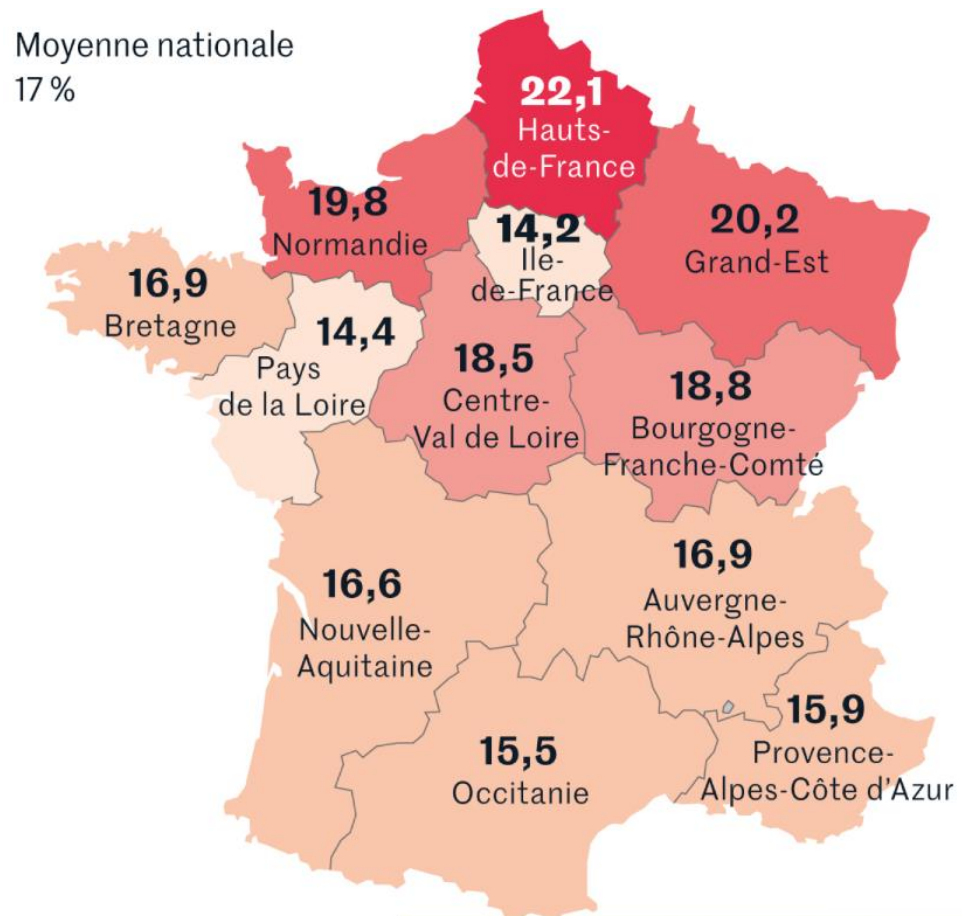 Moyenne nationale
17 %
22,1
Hauts-
de-France
19,8
Normandie
14,2
Ile-
de-France
20,2
Grand-Est
16,9
Bretagne
14,4
Pays
de la Loire
18,5
Centre-
Val de Loire
18,8
Bourgogne-
Franche-Comté
16,6
Nouvelle-
Aquitaine
16,9
Auvergne-
Rhône-Alpes
15,5
Occitanie
15,9
Provence-
Alpes-Côte d'Azur